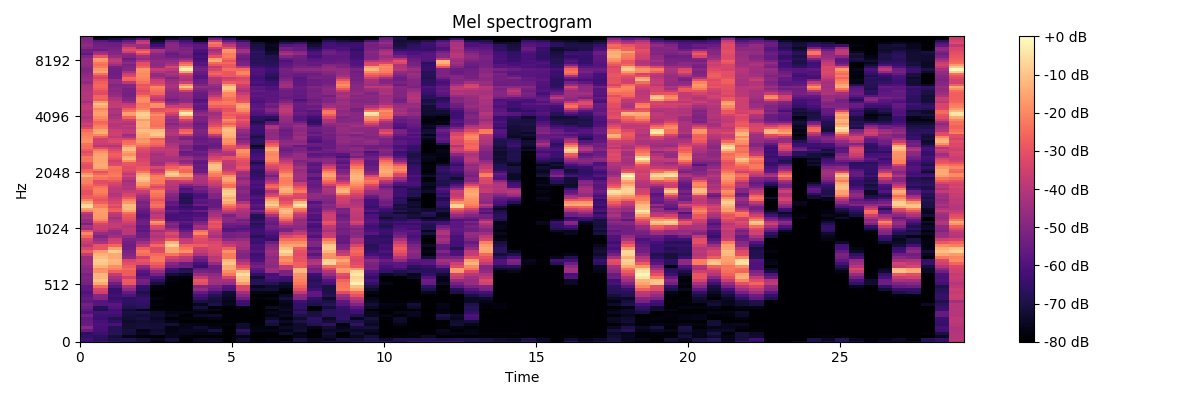 Mel spectrogram
8192
4096
2048
1024
512
0
Hz
0 5 10 15 20 25
Time
+0 dB
-10 dB
-20 dB
-30 dB
-40 dB
-50 dB
-60 dB
-70 dB
-80 dB